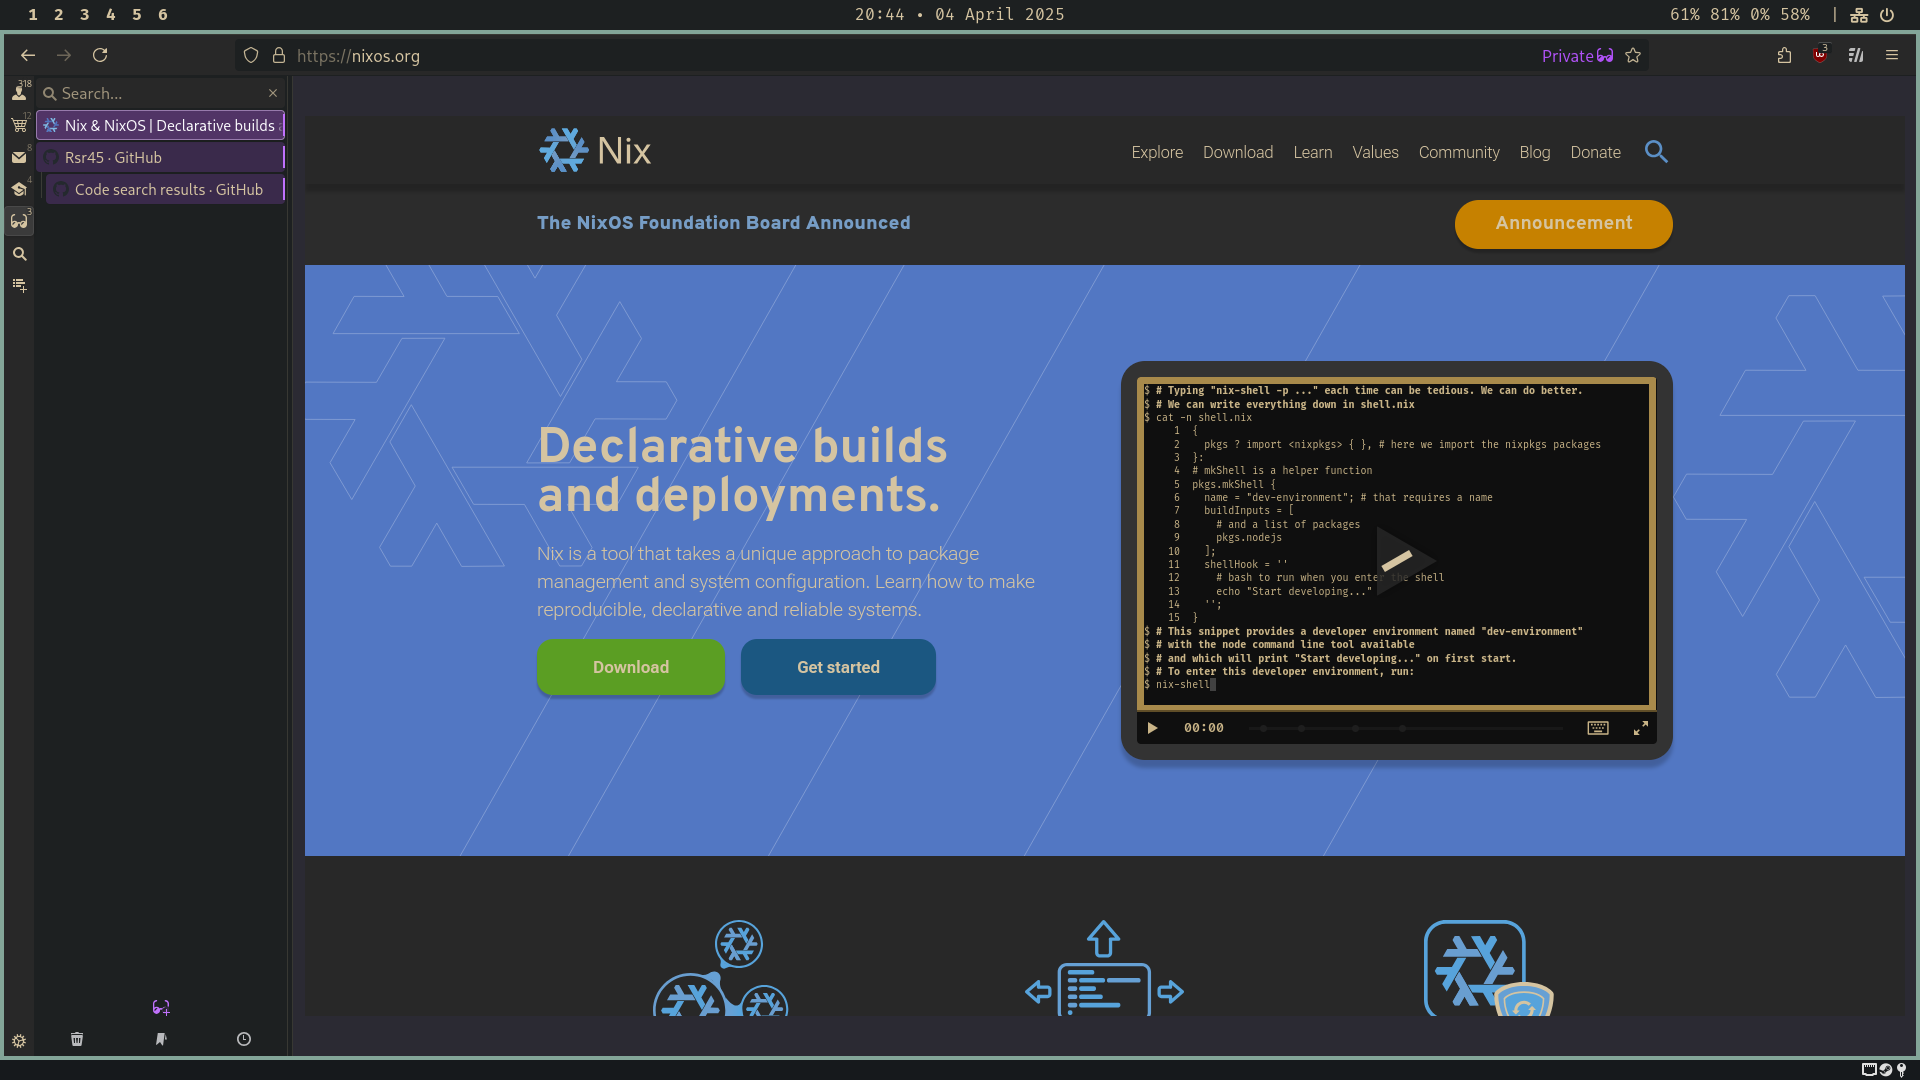 1 2 3 4 5 6
20:44 • 04 April 2025
61% 81% 0% 58% |
https://nixos.org
Private
3
318
12
8
4
3
Search...
Nix & NixOS | Declarative builds
Rsr45 · GitHub
Code search results · GitHub
Nix
Explore Download Learn Values Community Blog Donate
The NixOS Foundation Board Announced
Announcement
Declarative builds
and deployments.
Nix is a tool that takes a unique approach to package
management and system configuration. Learn how to make
reproducible, declarative and reliable systems.
Download
Get started
$ # Typing "nix-shell -p ..." each time can be tedious. We can do better.
$ # We can write everything down in shell.nix
$ cat -n shell.nix
1 {
2 pkgs ? import <nixpkgs> { }, # here we import the nixpkgs packages
3 }:
4 # mkShell is a helper function
5 pkgs.mkShell {
6 name = "dev-environment"; # that requires a name
7 buildInputs = [
8 # and a list of packages
9 pkgs.nodejs
10 ];
11 shellHook = ''
12 # bash to run when you enter the shell
13 echo "Start developing..."
14 '';
15 }
$ # This snippet provides a developer environment named "dev-environment"
$ # with the node command line tool available
$ # and which will print "Start developing..." on first start.
$ # To enter this developer environment, run:
$ nix-shell
00:00